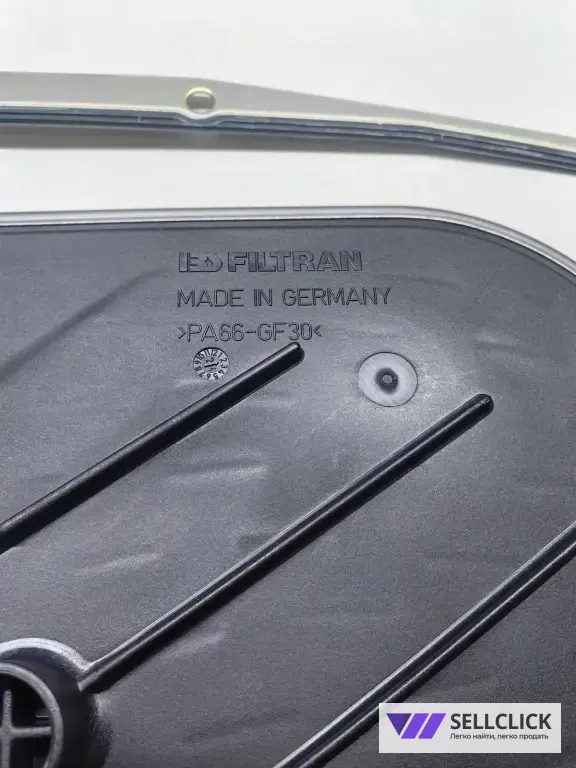 FILTRAN
MADE IN GERMANY
>PA66-GF30<
SELLCLICK
Легко найти, легко продать